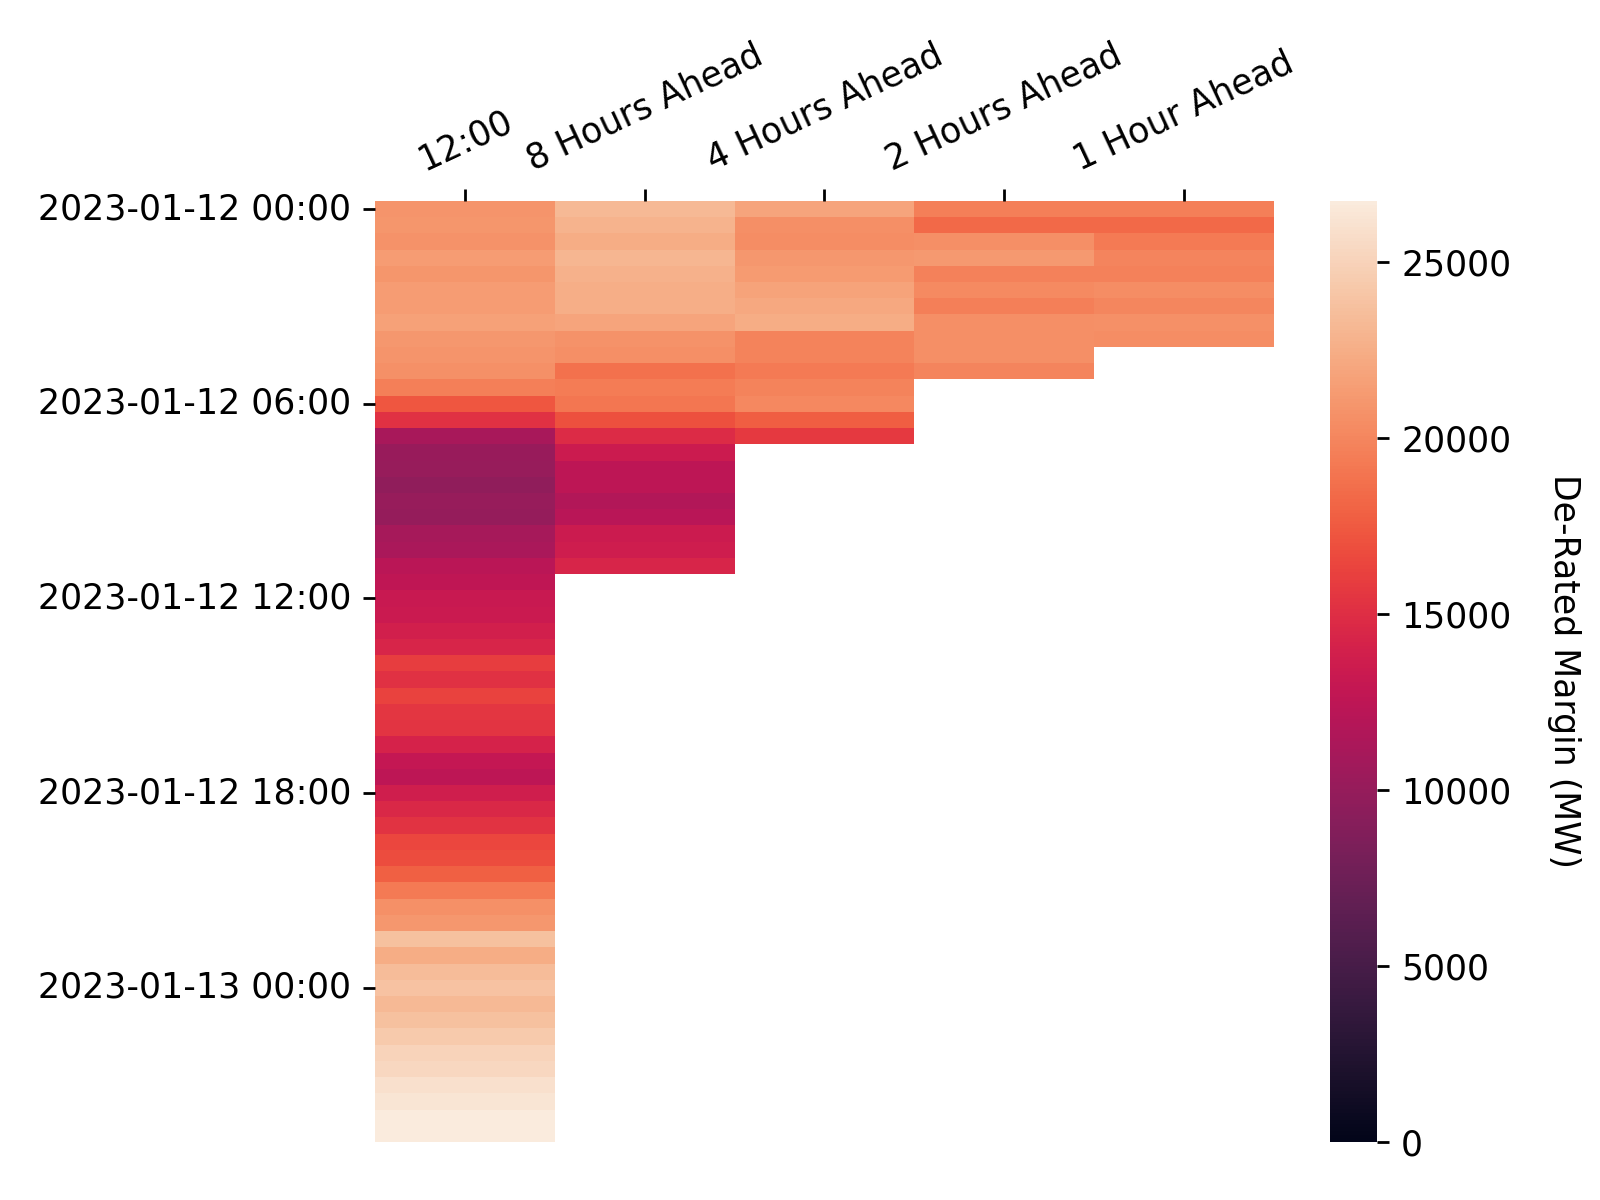 12:00
8 Hours Ahead
4 Hours Ahead
2 Hours Ahead
1 Hour Ahead
2023-01-12 00:00
2023-01-12 06:00
2023-01-12 12:00
2023-01-12 18:00
2023-01-13 00:00
25000
20000
15000
10000
5000
0
De-Rated Margin (MW)